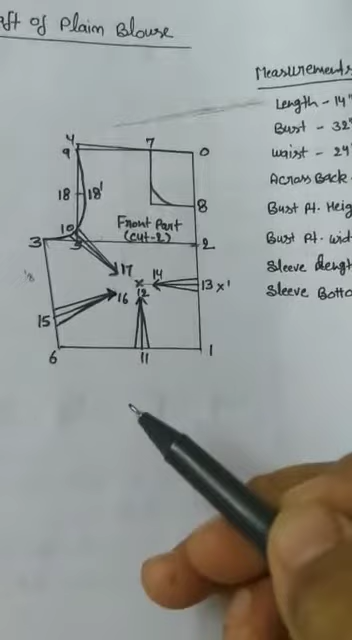 of Plain Blouse
Measurements
Length - 14"
Bust - 32"
Waist - 24"
Across Back -
Bust Pt. Heig
Bust Pt. wid
Sleeve Length
Sleeve Botto
4
9 7 0
18 18'
8
10
Front Part
(cut-2)
3 5 2
17
14
13 x'
x
12
16
15
6 11 1